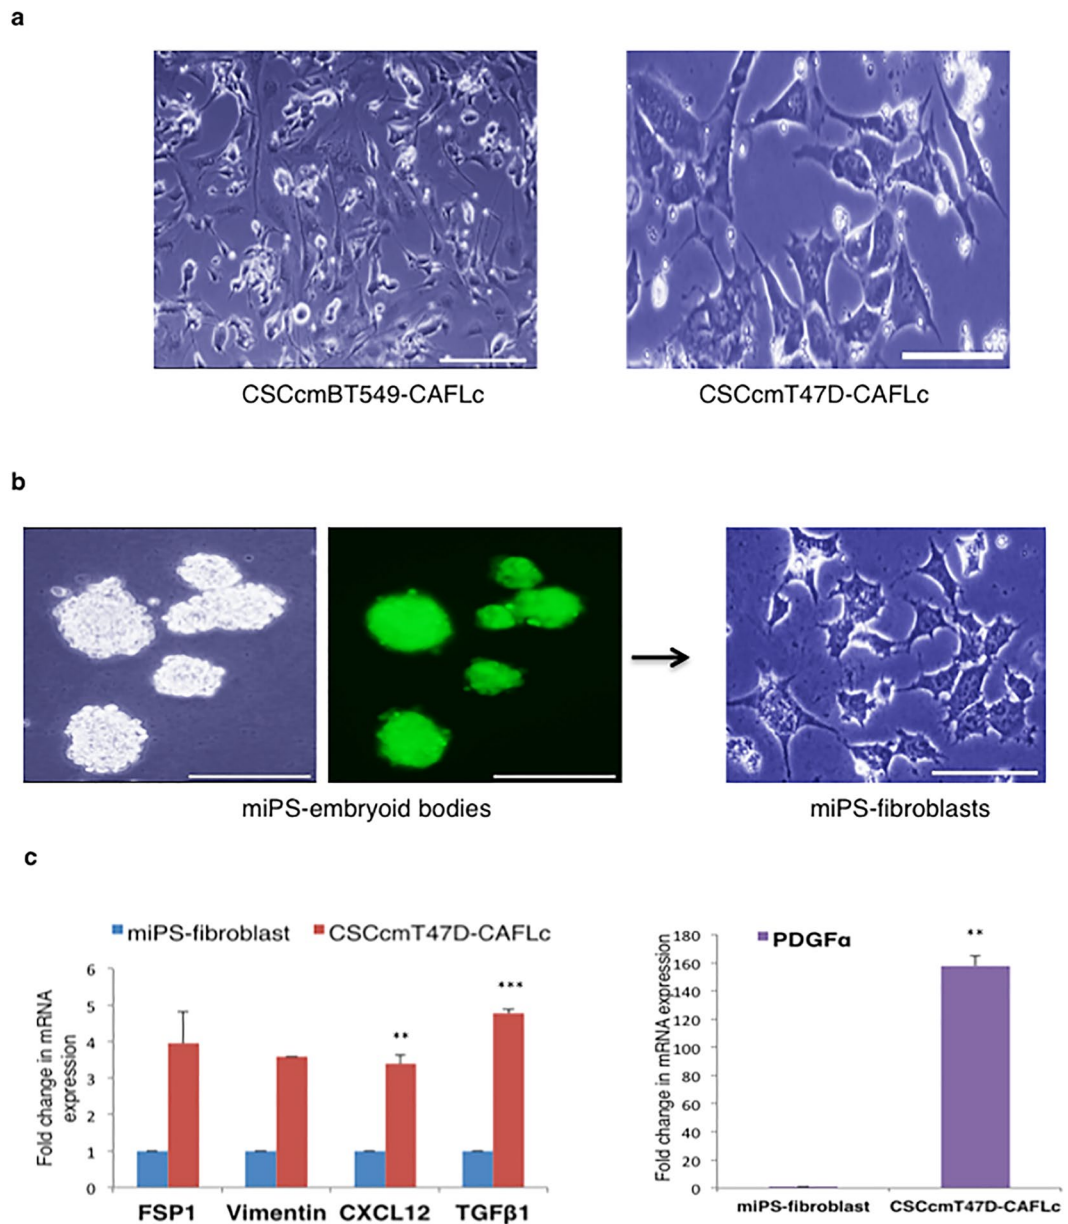 a
CSCcmBT549-CAFLc
CSCcmT47D-CAFLc
b
miPS-embryoid bodies
miPS-fibroblasts
c
miPS-fibroblast
CSCcmT47D-CAFLc
Fold change in mRNA
expression
6
5
4
3
2
1
0
**
***
FSP1
Vimentin
CXCL12
TGFβ1
PDGFα
Fold change in mRNA expression
180
160
140
120
100
80
60
40
20
0
**
miPS-fibroblast
CSCcmT47D-CAFLc